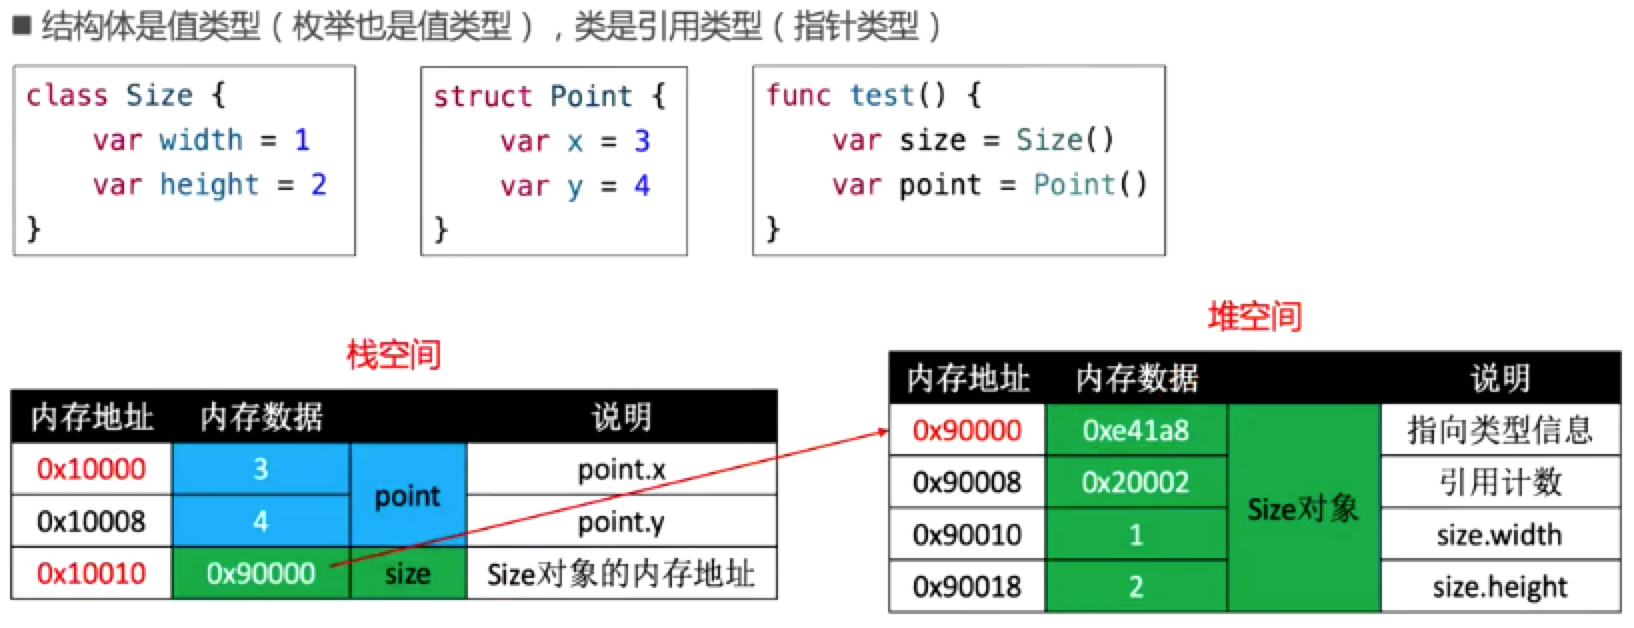 ■ 结构体是值类型（枚举也是值类型），类是引用类型（指针类型）
class Size {
    var width = 1
    var height = 2
}
struct Point {
    var x = 3
    var y = 4
}
func test() {
    var size = Size()
    var point = Point()
}
栈空间
内存地址 内存数据 说明
0x10000 3 point.x
point
0x10008 4 point.y
0x10010 0x90000 size Size对象的内存地址
堆空间
内存地址 内存数据 说明
0x90000 0xe41a8 指向类型信息
0x90008 0x20002 引用计数
Size对象
0x90010 1 size.width
0x90018 2 size.height